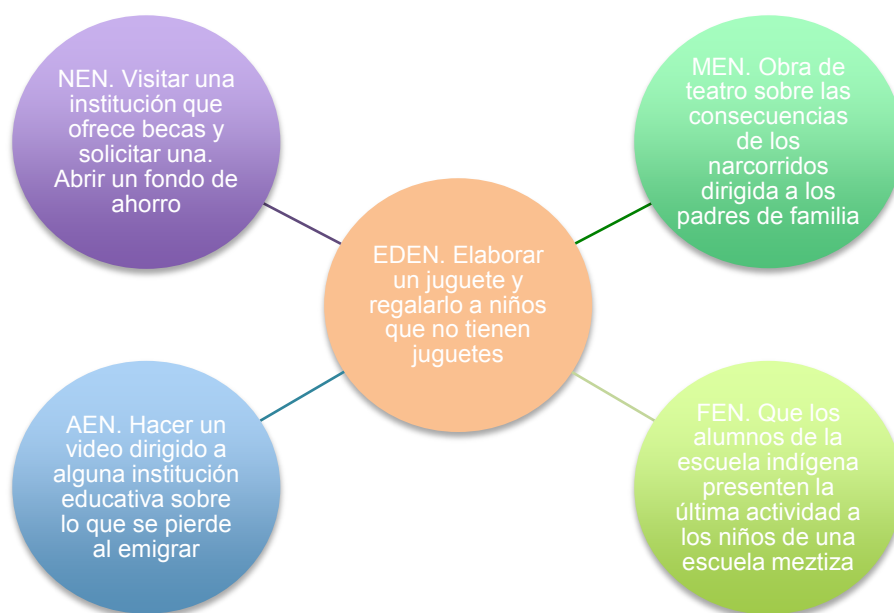 NEN. Visitar una
institución que
ofrece becas y
solicitar una.
Abrir un fondo de
ahorro
MEN. Obra de
teatro sobre las
consecuencias
de los
narcorridos
dirigida a los
padres de familia
EDEN. Elaborar
un juguete y
regalarlo a niños
que no tienen
juguetes
AEN. Hacer un
video dirigido a
alguna institución
educativa sobre
lo que se pierde
al emigrar
FEN. Que los
alumnos de la
escuela indígena
presenten la
última actividad a
los niños de una
escuela meztiza